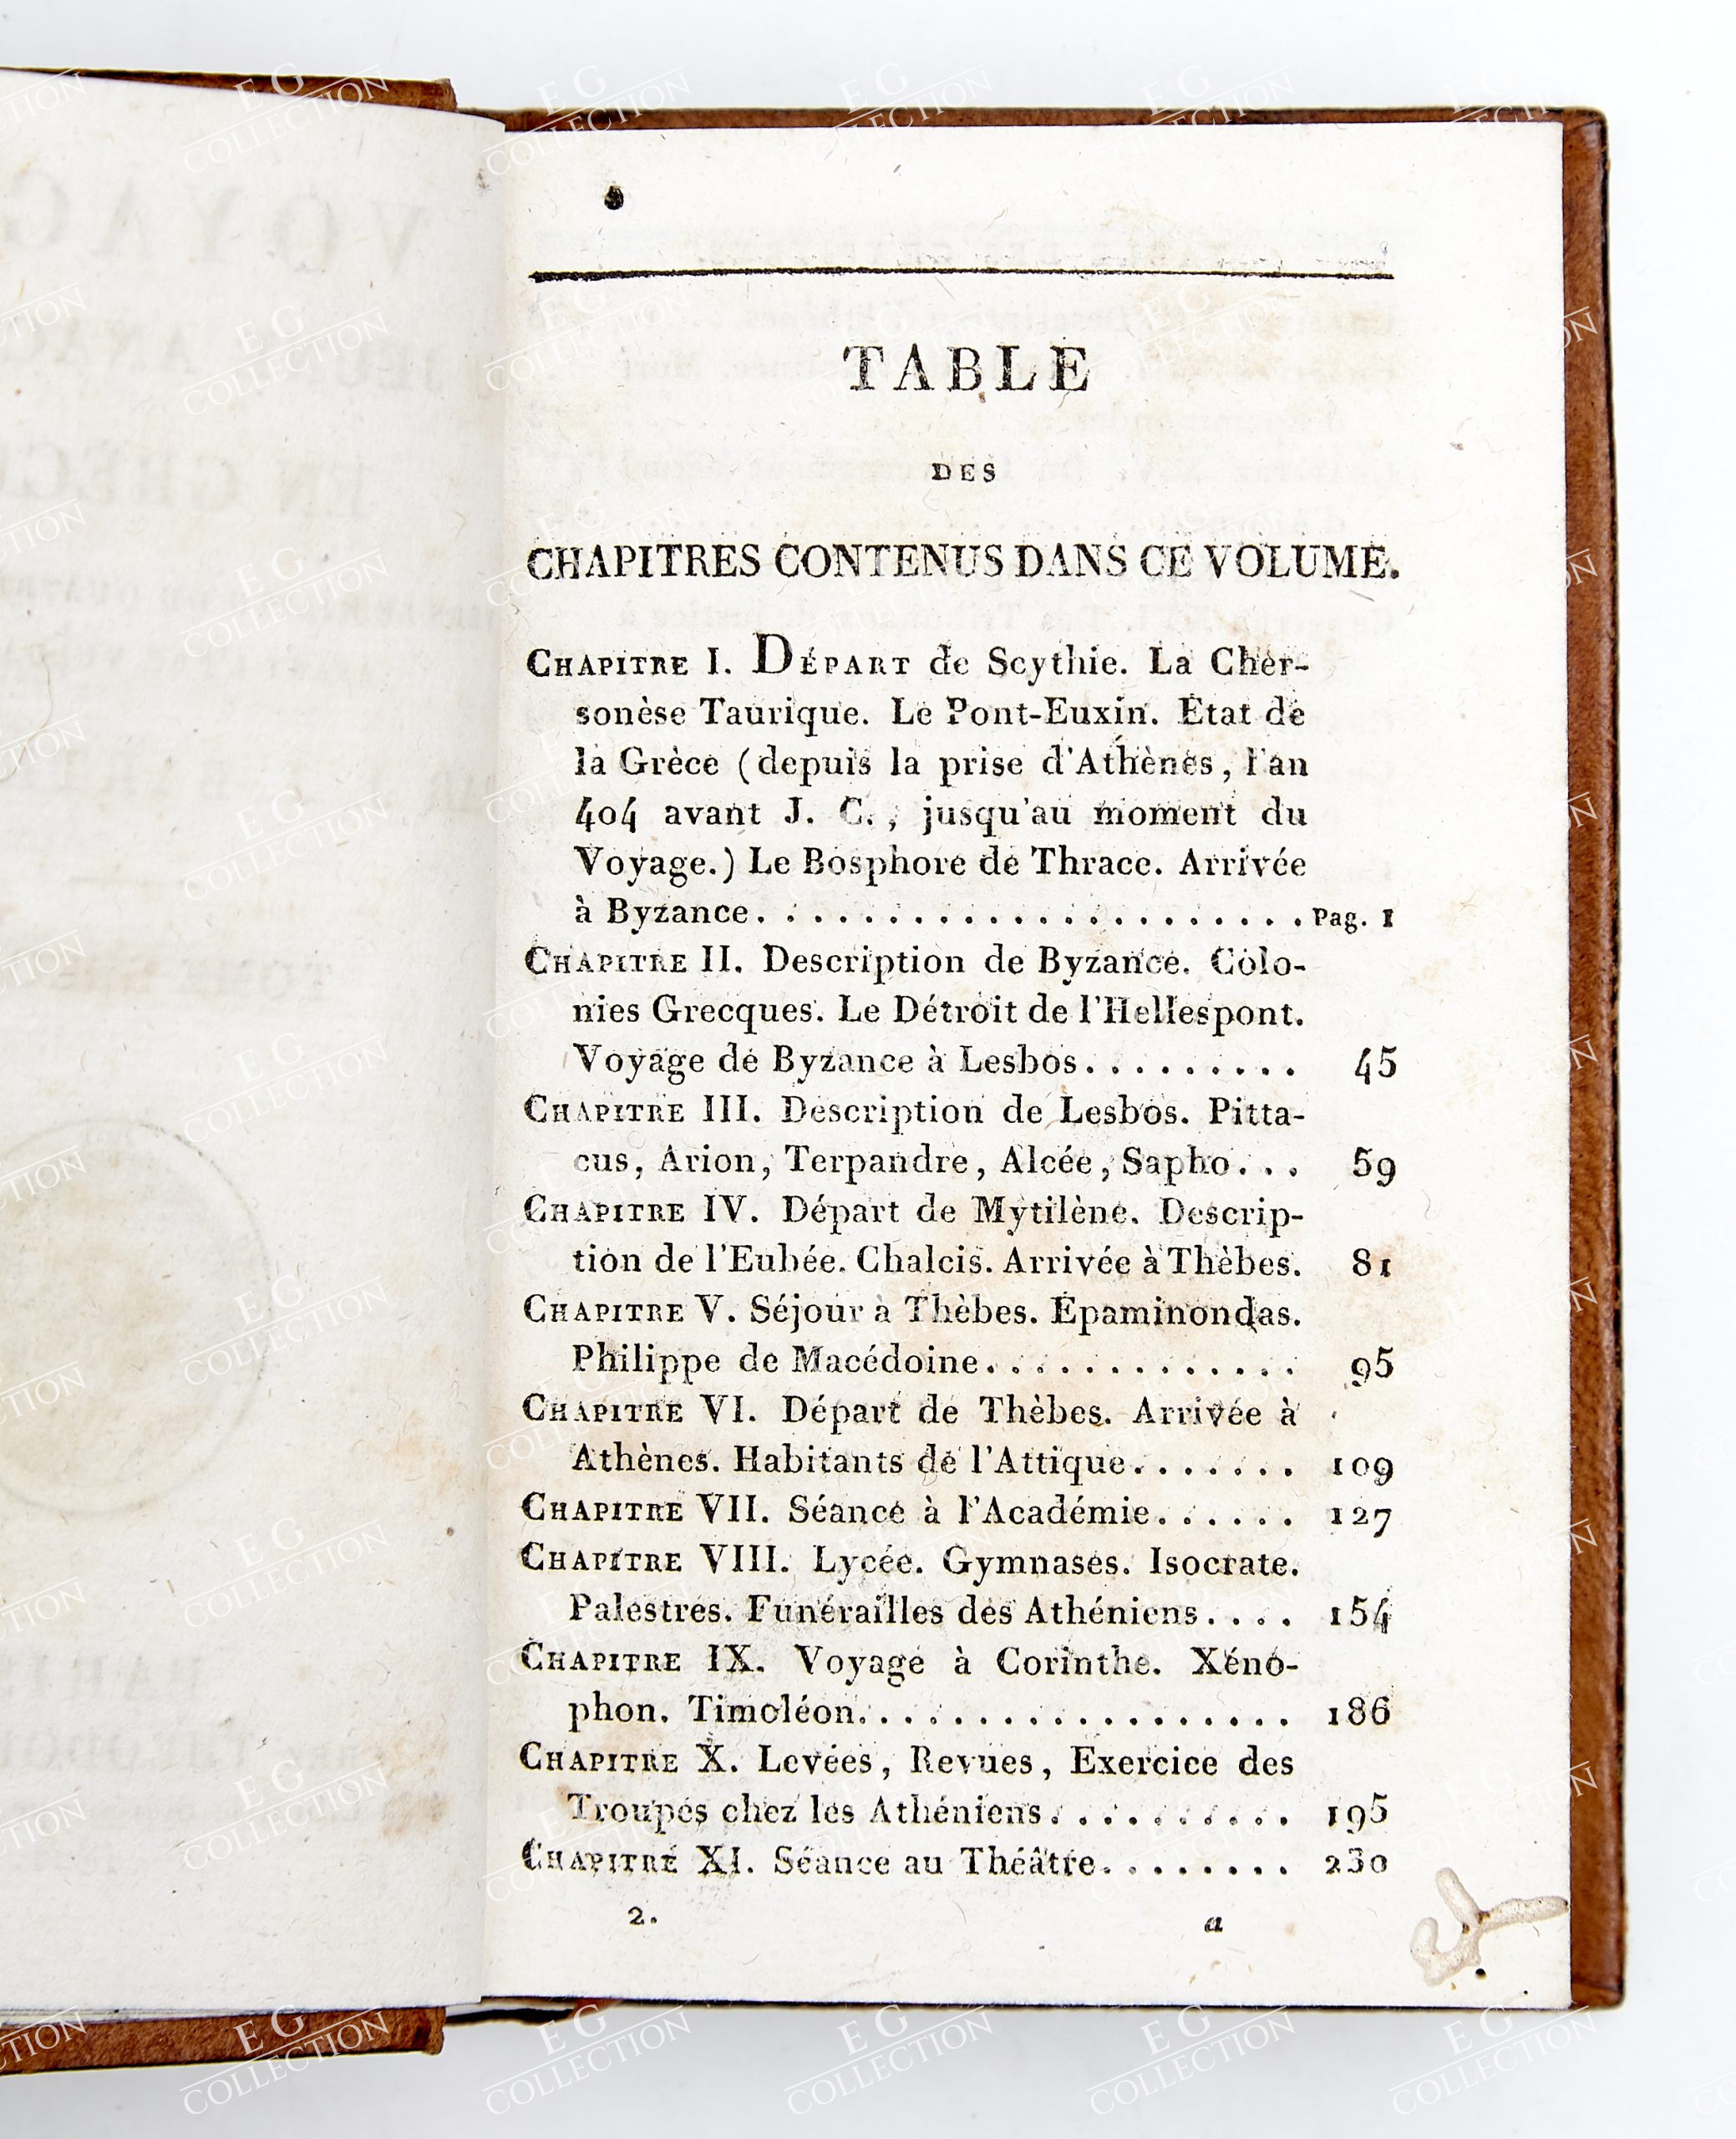 TABLE
DES
CHAPITRES CONTENUS DANS CE VOLUME.
CHAPITRE I. DÉPART de Scythie. La Cher-
sonèse Taurique. Le Pont-Euxin. État de
la Grèce (depuis la prise d'Athènes, l'an
404 avant J. C., jusqu'au moment du
Voyage.) Le Bosphore de Thrace. Arrivée
à Byzance. . . . . . . . . . . . . . . . . . . . . . Pag. 1
CHAPITRE II. Description de Byzance. Colo-
nies Grecques. Le Détroit de l'Hellespont.
Voyage de Byzance à Lesbos. . . . . . . . . 45
CHAPITRE III. Description de Lesbos. Pitta-
cus, Arion, Terpandre, Alcée, Sapho. . . 59
CHAPITRE IV. Départ de Mytilène. Descrip-
tion de l'Eubée. Chalcis. Arrivée à Thèbes. 81
CHAPITRE V. Séjour à Thèbes. Épaminondas.
Philippe de Macédoine. . . . . . . . . . . . . 95
CHAPITRE VI. Départ de Thèbes. Arrivée à
Athènes. Habitants de l'Attique. . . . . . . 109
CHAPITRE VII. Séance à l'Académie. . . . . . 127
CHAPITRE VIII. Lycée. Gymnases. Isocrate.
Palestres. Funérailles des Athéniens. . . . 154
CHAPITRE IX. Voyage à Corinthe. Xéno-
phon. Timoléon. . . . . . . . . . . . . . . . . . 186
CHAPITRE X. Levées, Revues, Exercice des
Troupes chez les Athéniens. . . . . . . . . . 195
CHAPITRE XI. Séance au Théâtre. . . . . . . . 230
2. a
E G
COLLECTION